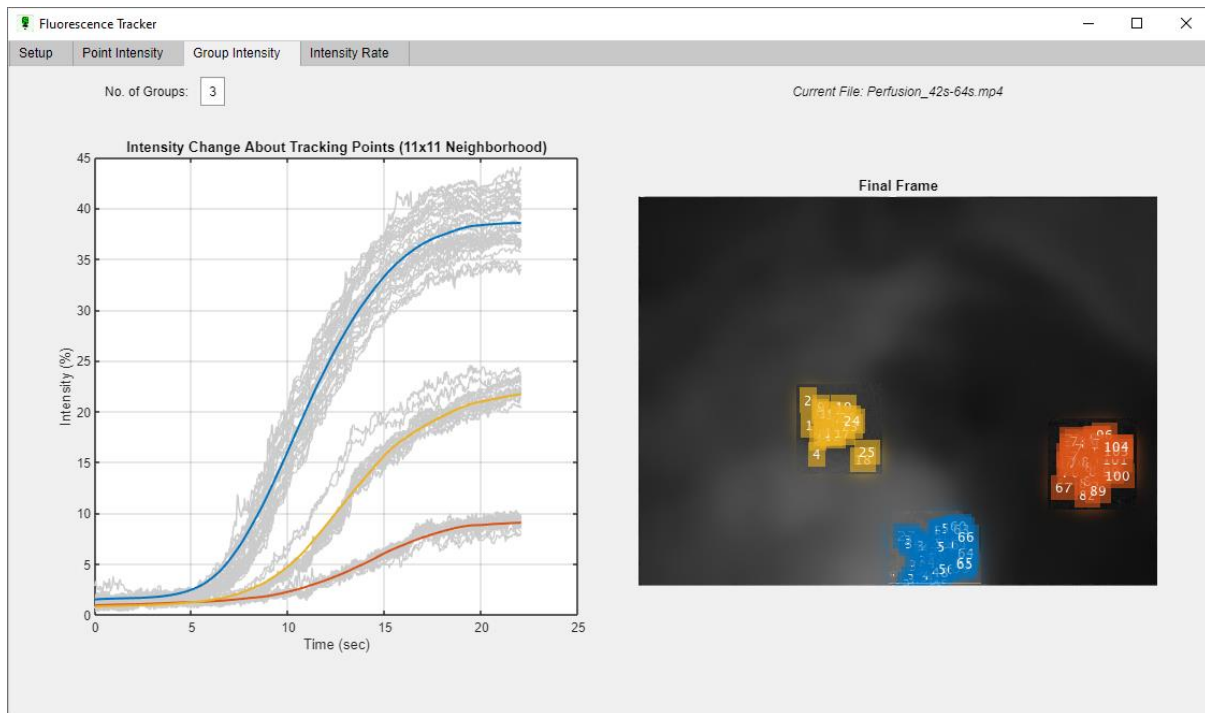 Fluorescence Tracker
Setup Point Intensity Group Intensity Intensity Rate
No. of Groups: 3
Current File: Perfusion_42s-64s.mp4
Intensity Change About Tracking Points (11x11 Neighborhood)
45
40
35
30
25
20
15
10
5
0
Intensity (%)
0 5 10 15 20 25
Time (sec)
Final Frame
2
1
24
4
25
104
100
67
89
66
65